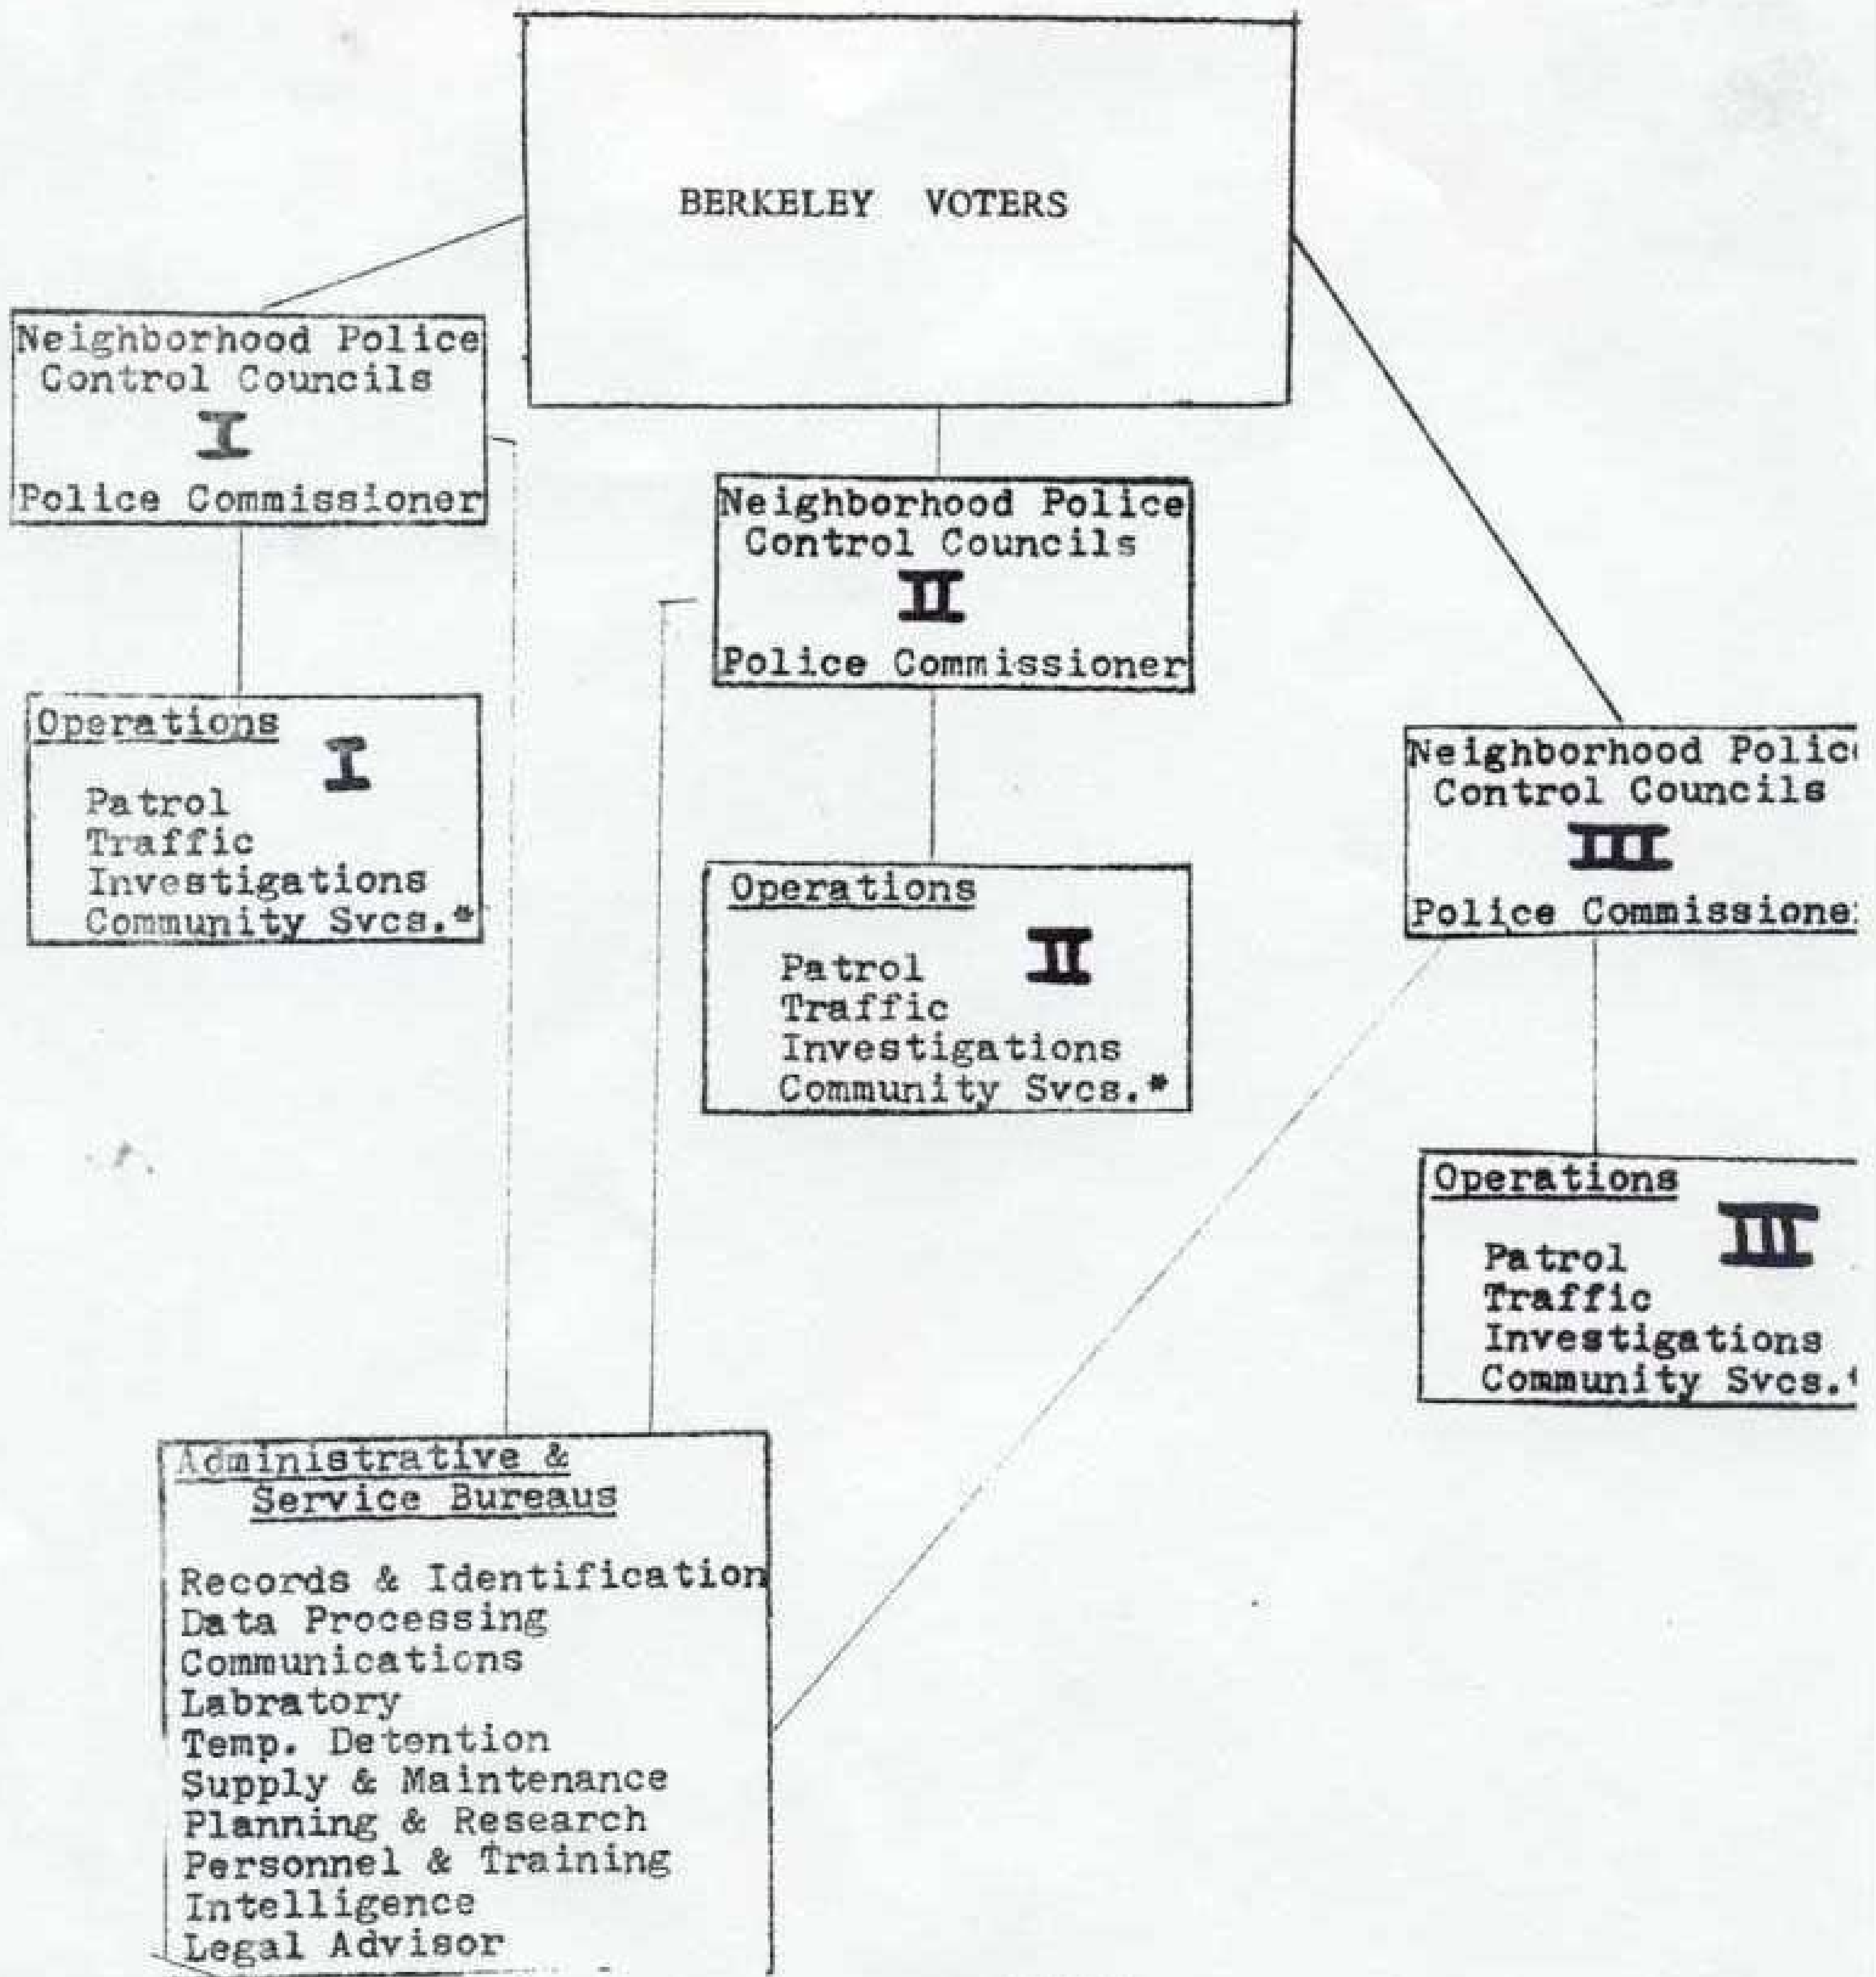 BERKELEY VOTERS
Neighborhood Police
Control Councils
I
Police Commissioner
Neighborhood Police
Control Councils
II
Police Commissioner
Neighborhood Polic
Control Councils
III
Police Commissione
Operations
I
Patrol
Traffic
Investigations
Community Svcs.*
Operations
II
Patrol
Traffic
Investigations
Community Svcs.*
Operations
III
Patrol
Traffic
Investigations
Community Svcs.
Administrative &
Service Bureaus
Records & Identification
Data Processing
Communications
Labratory
Temp. Detention
Supply & Maintenance
Planning & Research
Personnel & Training
Intelligence
Legal Advisor